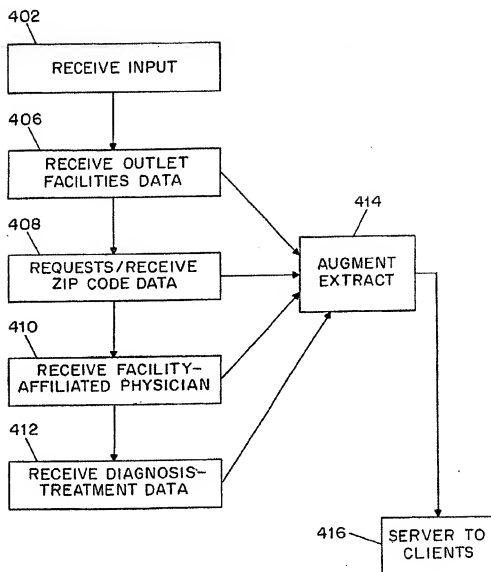 402
RECEIVE INPUT
406
RECEIVE OUTLET
FACILITIES DATA
408
REQUESTS/RECEIVE
ZIP CODE DATA
410
RECEIVE FACILITY-
AFFILIATED PHYSICIAN
412
RECEIVE DIAGNOSIS-
TREATMENT DATA
414
AUGMENT
EXTRACT
416
SERVER TO
CLIENTS